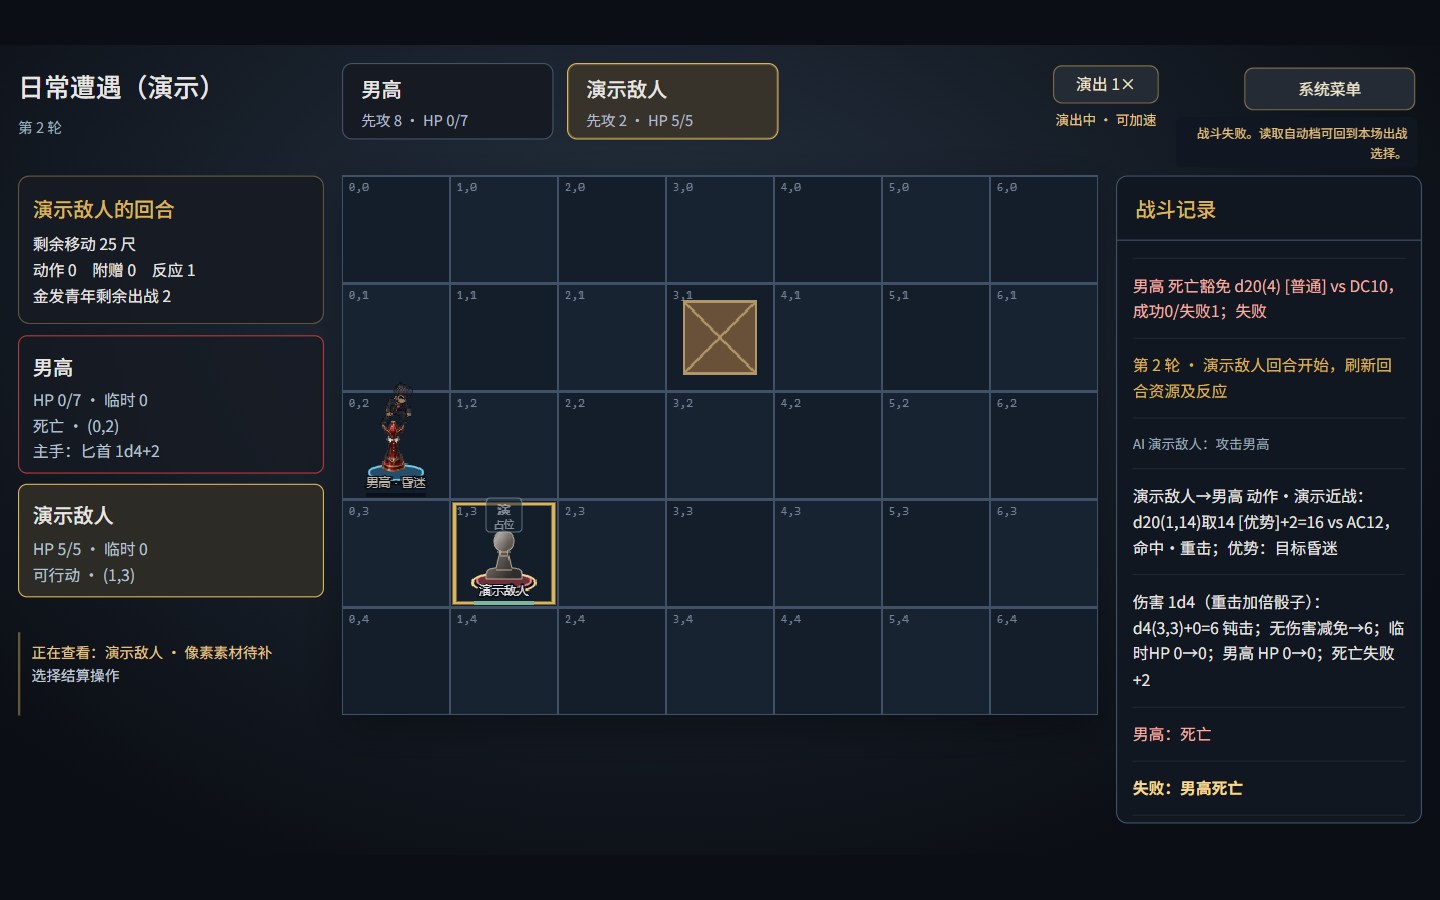 日常遭遇（演示）
第 2 轮
男高
先攻 8 · HP 0/7
演示敌人
先攻 2 · HP 5/5
演出 1×
演出中 · 可加速
系统菜单
战斗失败。读取自动档可回到本场出战
选择。
演示敌人的回合
剩余移动 25 尺
动作 0 附赠 0 反应 1
金发青年剩余出战 2
男高
HP 0/7 · 临时 0
死亡 · (0,2)
主手：匕首 1d4+2
演示敌人
HP 5/5 · 临时 0
可行动 · (1,3)
正在查看：演示敌人 · 像素素材待补
选择结算操作
0,0 1,0 2,0 3,0 4,0 5,0 6,0
0,1 1,1 2,1 3,1 4,1 5,1 6,1
0,2 1,2 2,2 3,2 4,2 5,2 6,2
男高·昏迷
0,3 1,3 2,3 3,3 4,3 5,3 6,3
演
占位
演示敌人
0,4 1,4 2,4 3,4 4,4 5,4 6,4
战斗记录
男高 死亡豁免 d20(4) [普通] vs DC10，
成功0/失败1；失败
第 2 轮 · 演示敌人回合开始，刷新回
合资源及反应
AI 演示敌人：攻击男高
演示敌人→男高 动作·演示近战：
d20(1,14)取14 [优势]+2=16 vs AC12，
命中·重击；优势：目标昏迷
伤害 1d4（重击加倍骰子）：
d4(3,3)+0=6 钝击；无伤害减免→6；临
时HP 0→0；男高 HP 0→0；死亡失败
+2
男高：死亡
失败：男高死亡